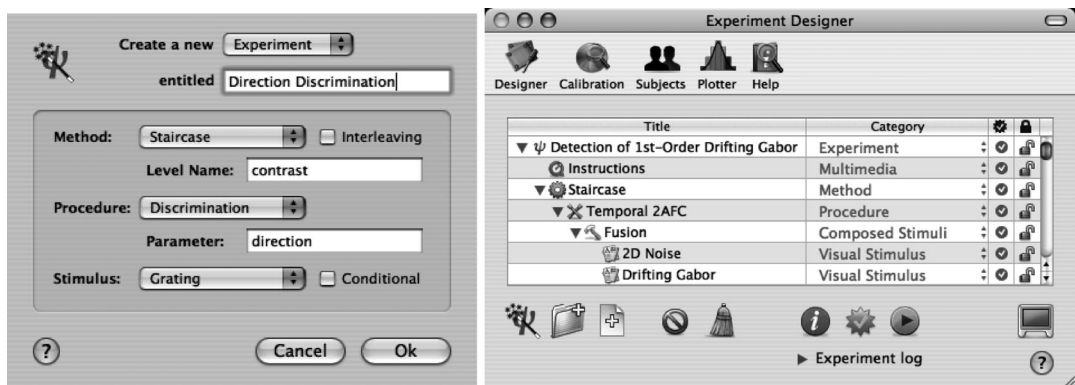 Create a new Experiment
entitled Direction Discrimination
Method: Staircase Interleaving
Level Name: contrast
Procedure: Discrimination
Parameter: direction
Stimulus: Grating Conditional
? Cancel Ok
Experiment Designer
Designer Calibration Subjects Plotter Help
Title Category
ψ Detection of 1st-Order Drifting Gabor Experiment
Instructions Multimedia
Staircase Method
Temporal 2AFC Procedure
Fusion Composed Stimuli
2D Noise Visual Stimulus
Drifting Gabor Visual Stimulus
Experiment log ?